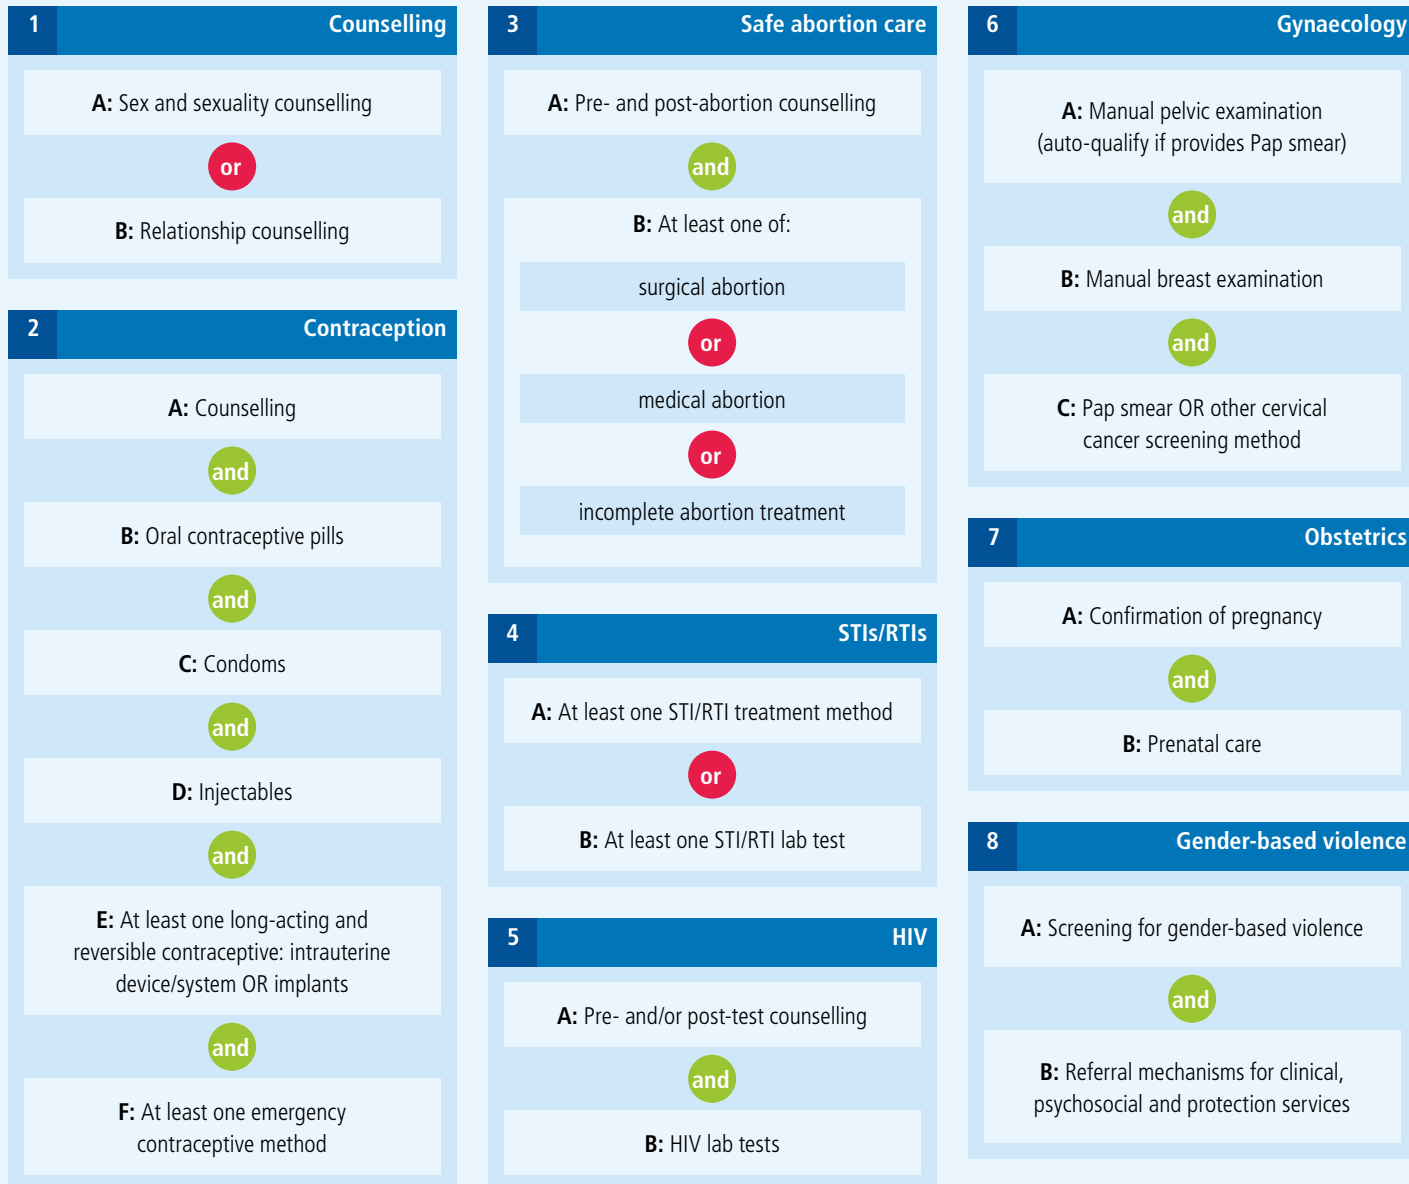 1 Counselling
A: Sex and sexuality counselling
or
B: Relationship counselling
2 Contraception
A: Counselling
and
B: Oral contraceptive pills
and
C: Condoms
and
D: Injectables
and
E: At least one long-acting and
reversible contraceptive: intrauterine
device/system OR implants
and
F: At least one emergency
contraceptive method
3 Safe abortion care
A: Pre- and post-abortion counselling
and
B: At least one of:
surgical abortion
or
medical abortion
or
incomplete abortion treatment
4 STIs/RTIs
A: At least one STI/RTI treatment method
or
B: At least one STI/RTI lab test
5 HIV
A: Pre- and/or post-test counselling
and
B: HIV lab tests
6 Gynaecology
A: Manual pelvic examination
(auto-qualify if provides Pap smear)
and
B: Manual breast examination
and
C: Pap smear OR other cervical
cancer screening method
7 Obstetrics
A: Confirmation of pregnancy
and
B: Prenatal care
8 Gender-based violence
A: Screening for gender-based violence
and
B: Referral mechanisms for clinical,
psychosocial and protection services